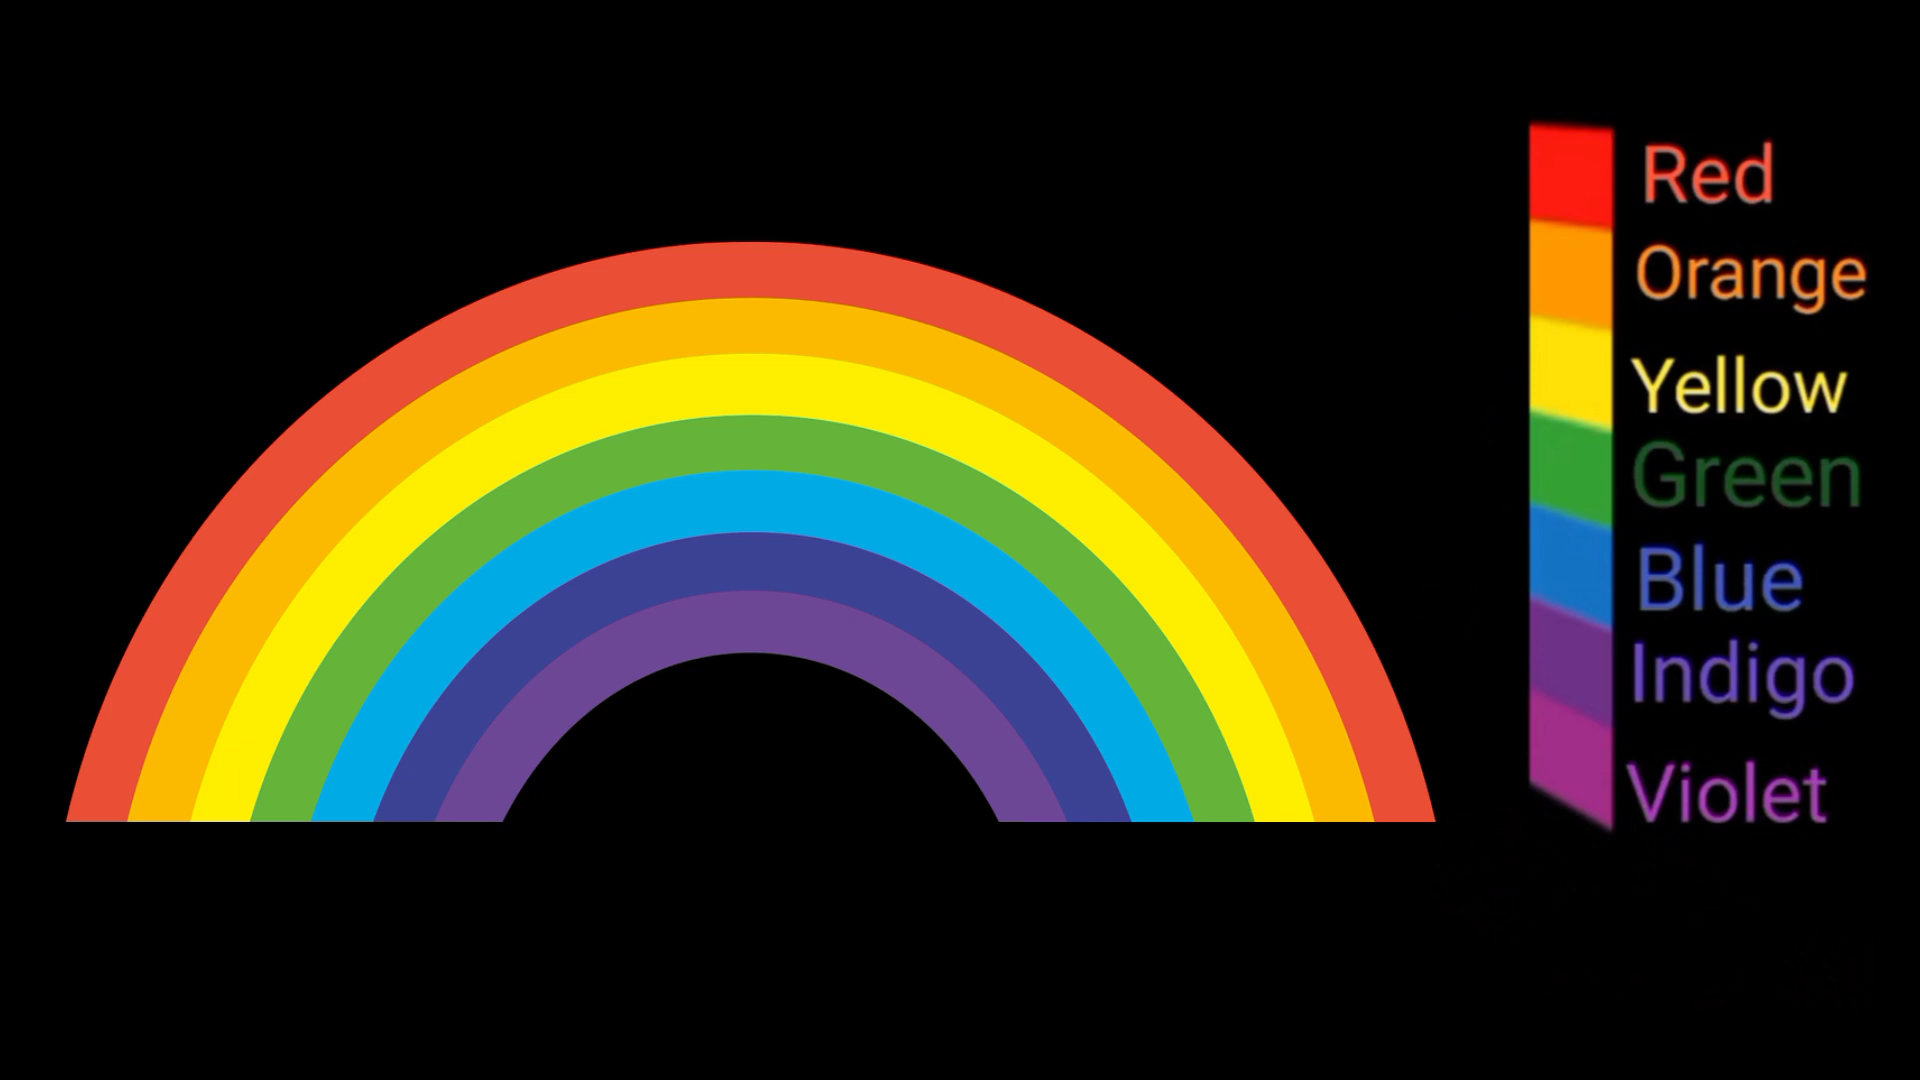 Red
Orange
Yellow
Green
Blue
Indigo
Violet